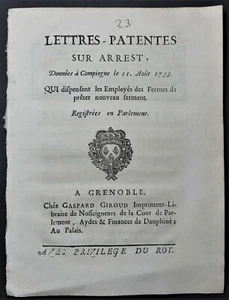 23
LETTRES-PATENTES
SUR ARREST,
Données à Compiegne le 11. Août 1733.
QUI dispensent les Employés des Fermes de
prêter nouveau serment.
Registrées en Parlement.
A GRENOBLE.
Chés GASPARD GIROUD Imprimeur-Li-
braire de Nosseigneurs de la Cour de Par-
lement, Aydes & Finances de Dauphiné;
Au Palais.
AVEC PRIVILEGE DU ROY.